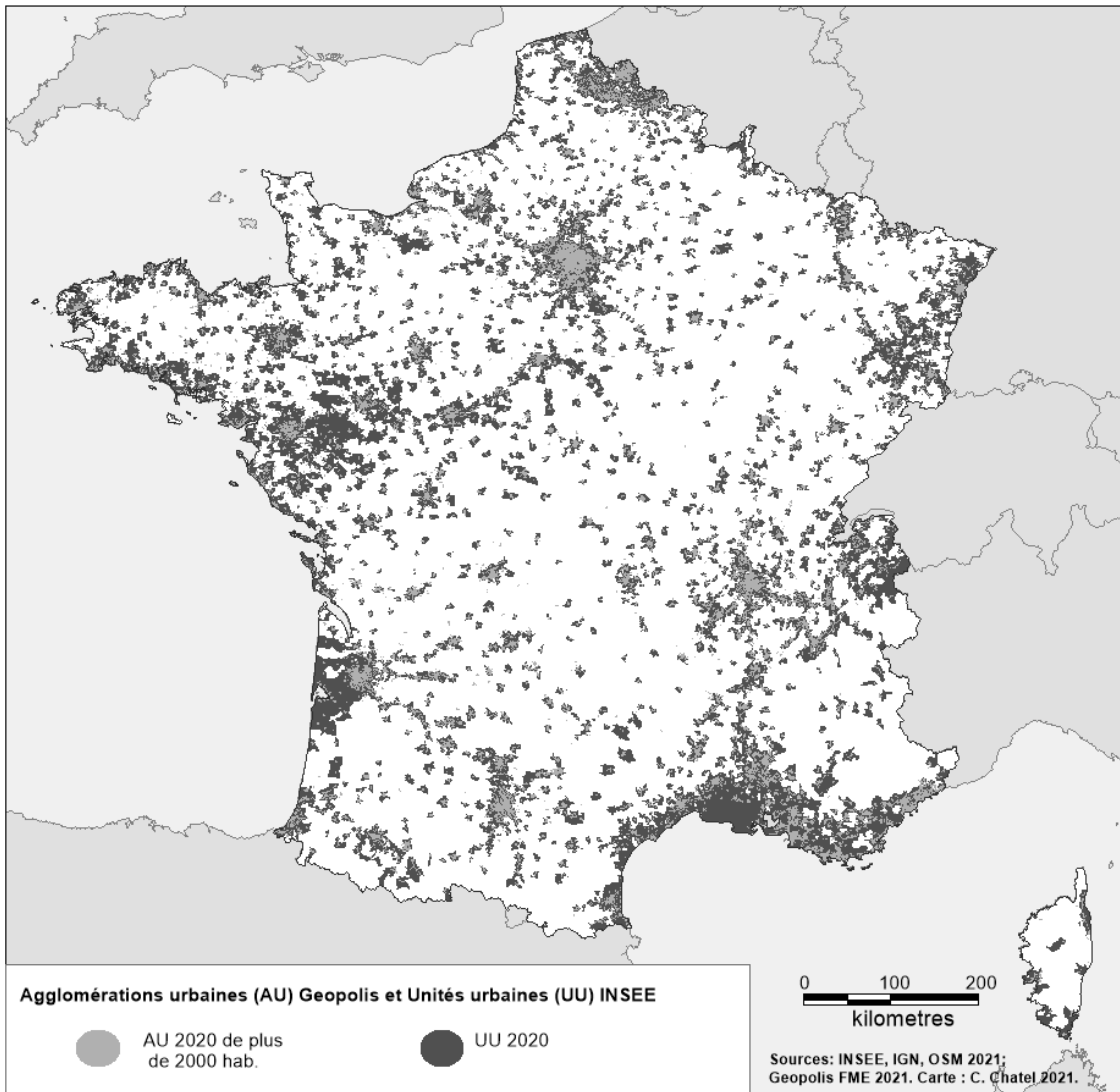 Agglomérations urbaines (AU) Geopolis et Unités urbaines (UU) INSEE
AU 2020 de plus
de 2000 hab.
UU 2020
0 100 200
kilometres
Sources: INSEE, IGN, OSM 2021;
Geopolis FME 2021. Carte : C. Chatel 2021.